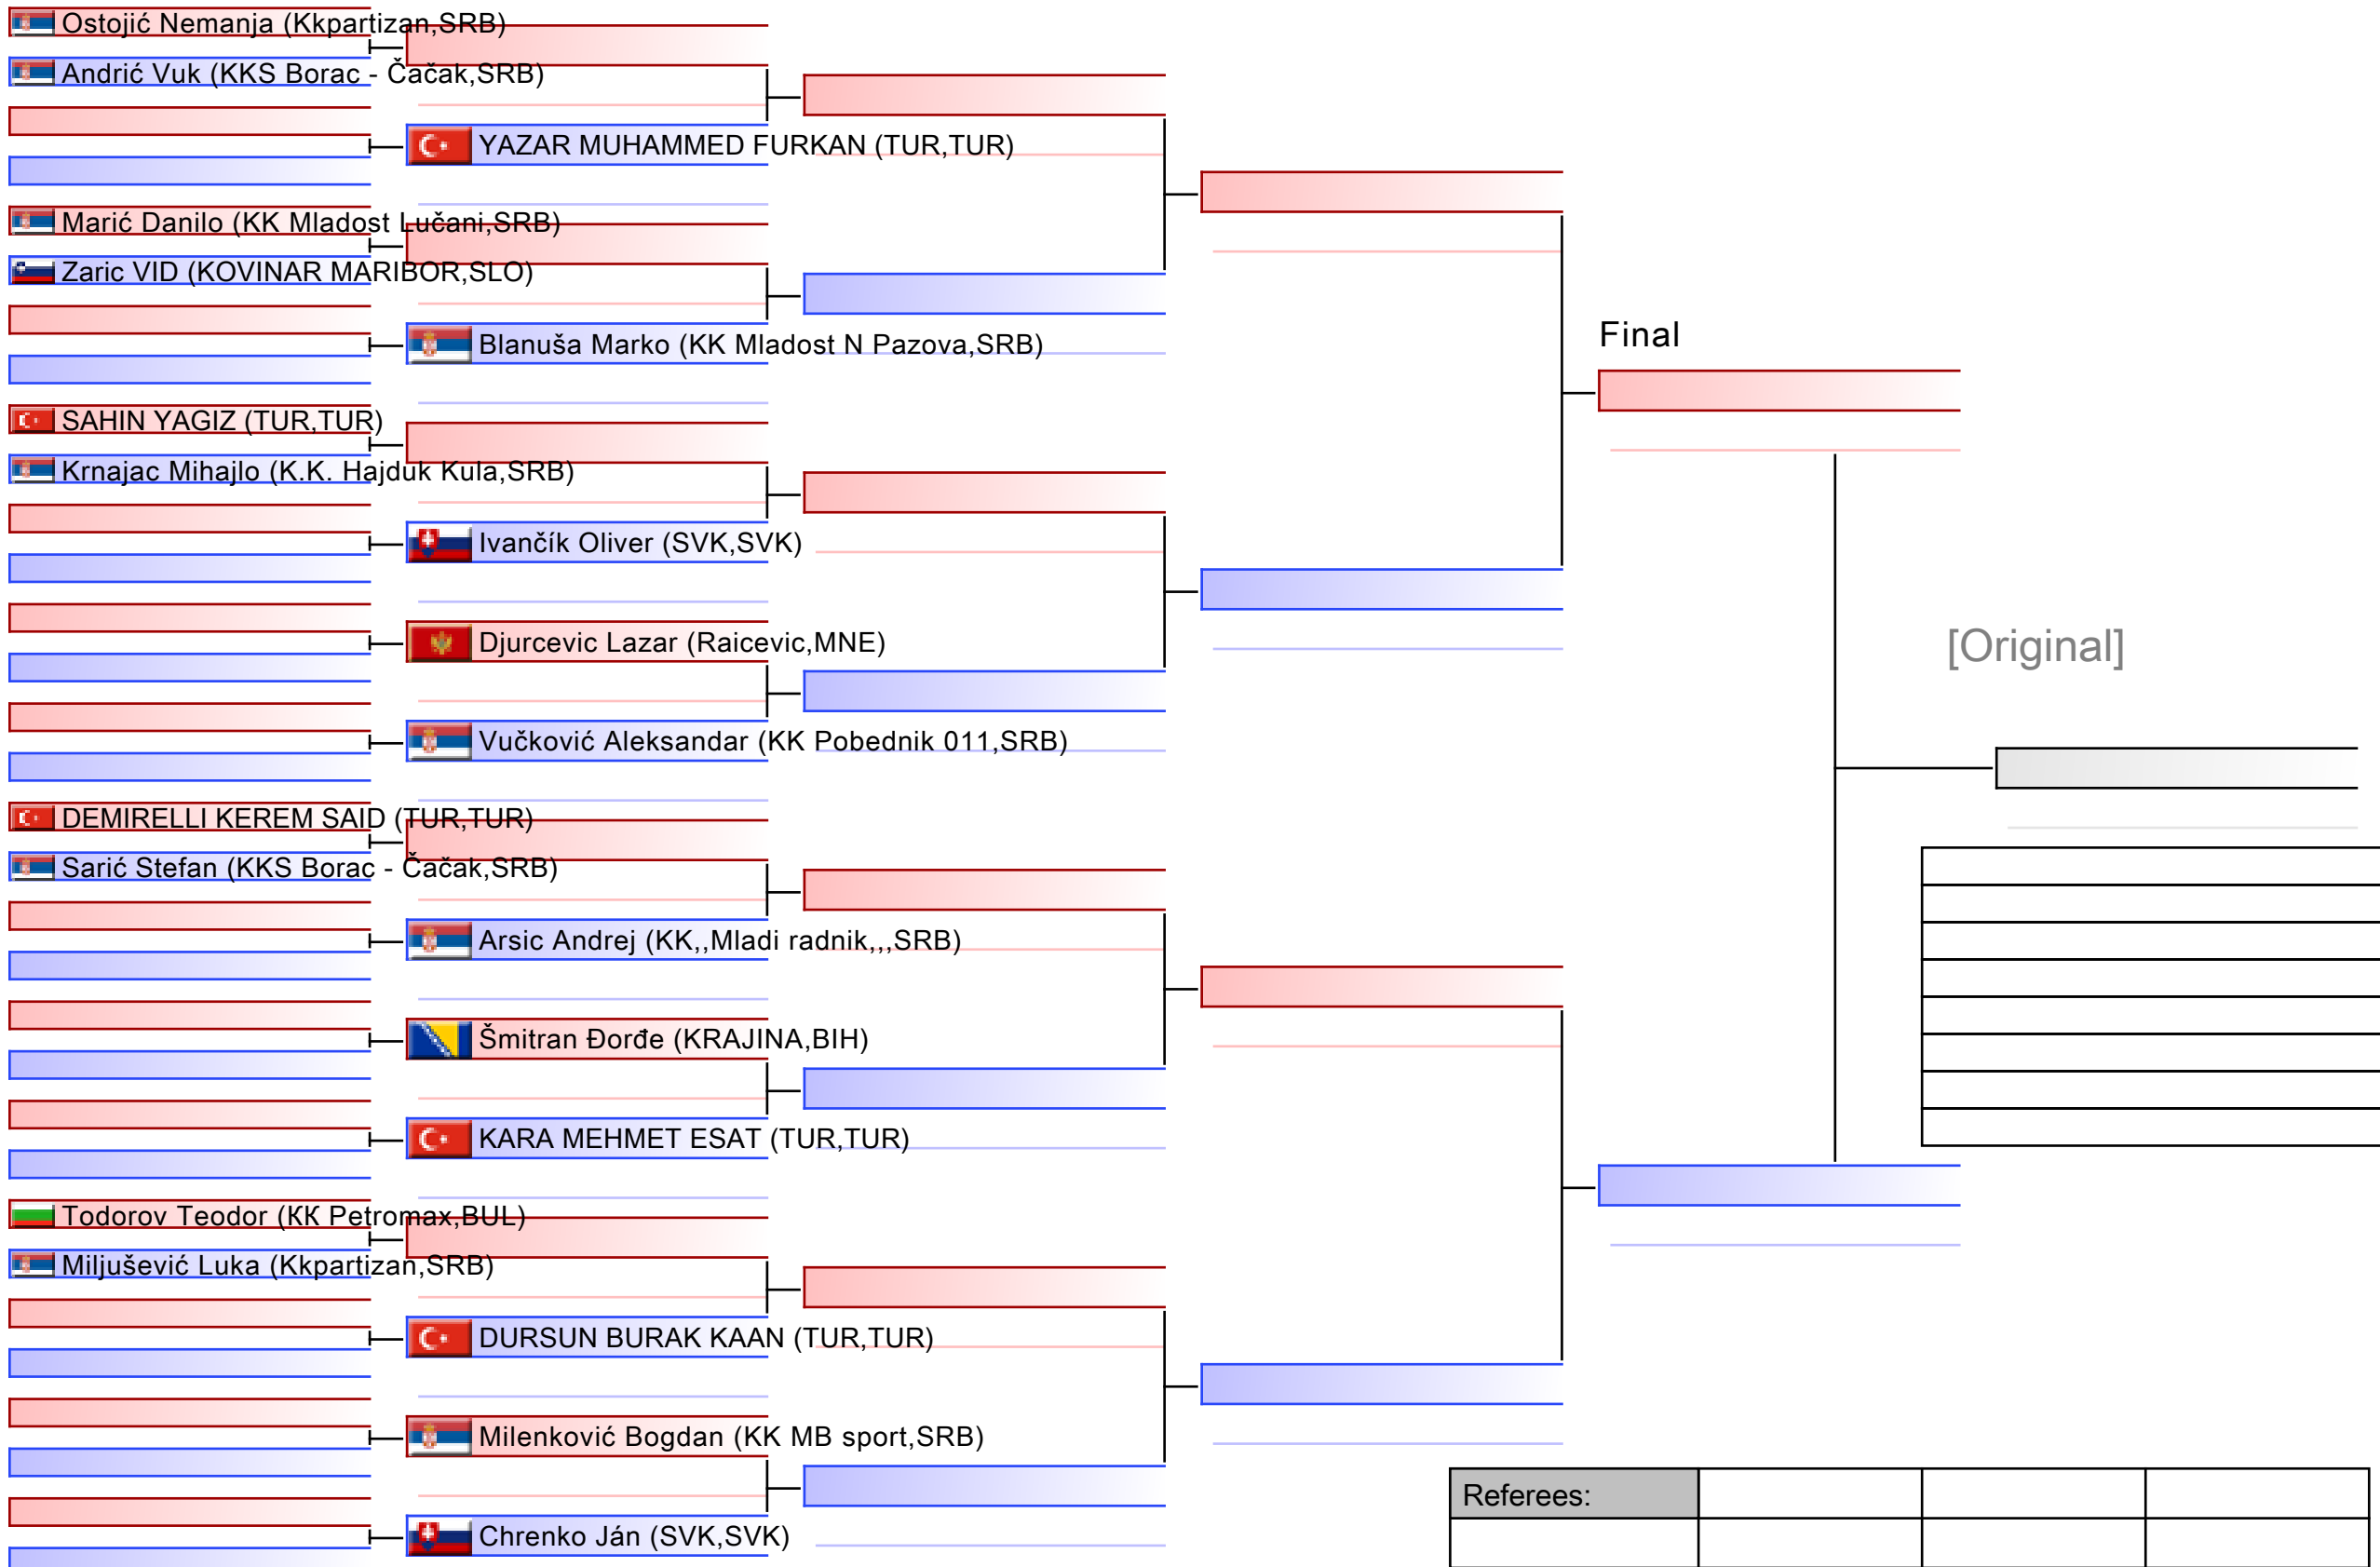 Ostojić Nemanja (Kkpartizan,SRB)
Andrić Vuk (KKS Borac - Čačak,SRB)
YAZAR MUHAMMED FURKAN (TUR,TUR)
Marić Danilo (KK Mladost Lučani,SRB)
Zaric VID (KOVINAR MARIBOR,SLO)
Blanuša Marko (KK Mladost N Pazova,SRB)
SAHIN YAGIZ (TUR,TUR)
Krnajac Mihajlo (K.K. Hajduk Kula,SRB)
Ivančík Oliver (SVK,SVK)
Djurcevic Lazar (Raicevic,MNE)
Vučković Aleksandar (KK Pobednik 011,SRB)
DEMIRELLI KEREM SAID (TUR,TUR)
Sarić Stefan (KKS Borac - Čačak,SRB)
Arsic Andrej (KK,,Mladi radnik,,,SRB)
Šmitran Đorđe (KRAJINA,BIH)
KARA MEHMET ESAT (TUR,TUR)
Todorov Teodor (КК Petromax,BUL)
Miljušević Luka (Kkpartizan,SRB)
DURSUN BURAK KAAN (TUR,TUR)
Milenković Bogdan (KK MB sport,SRB)
Chrenko Ján (SVK,SVK)
Final
[Original]
Referees: